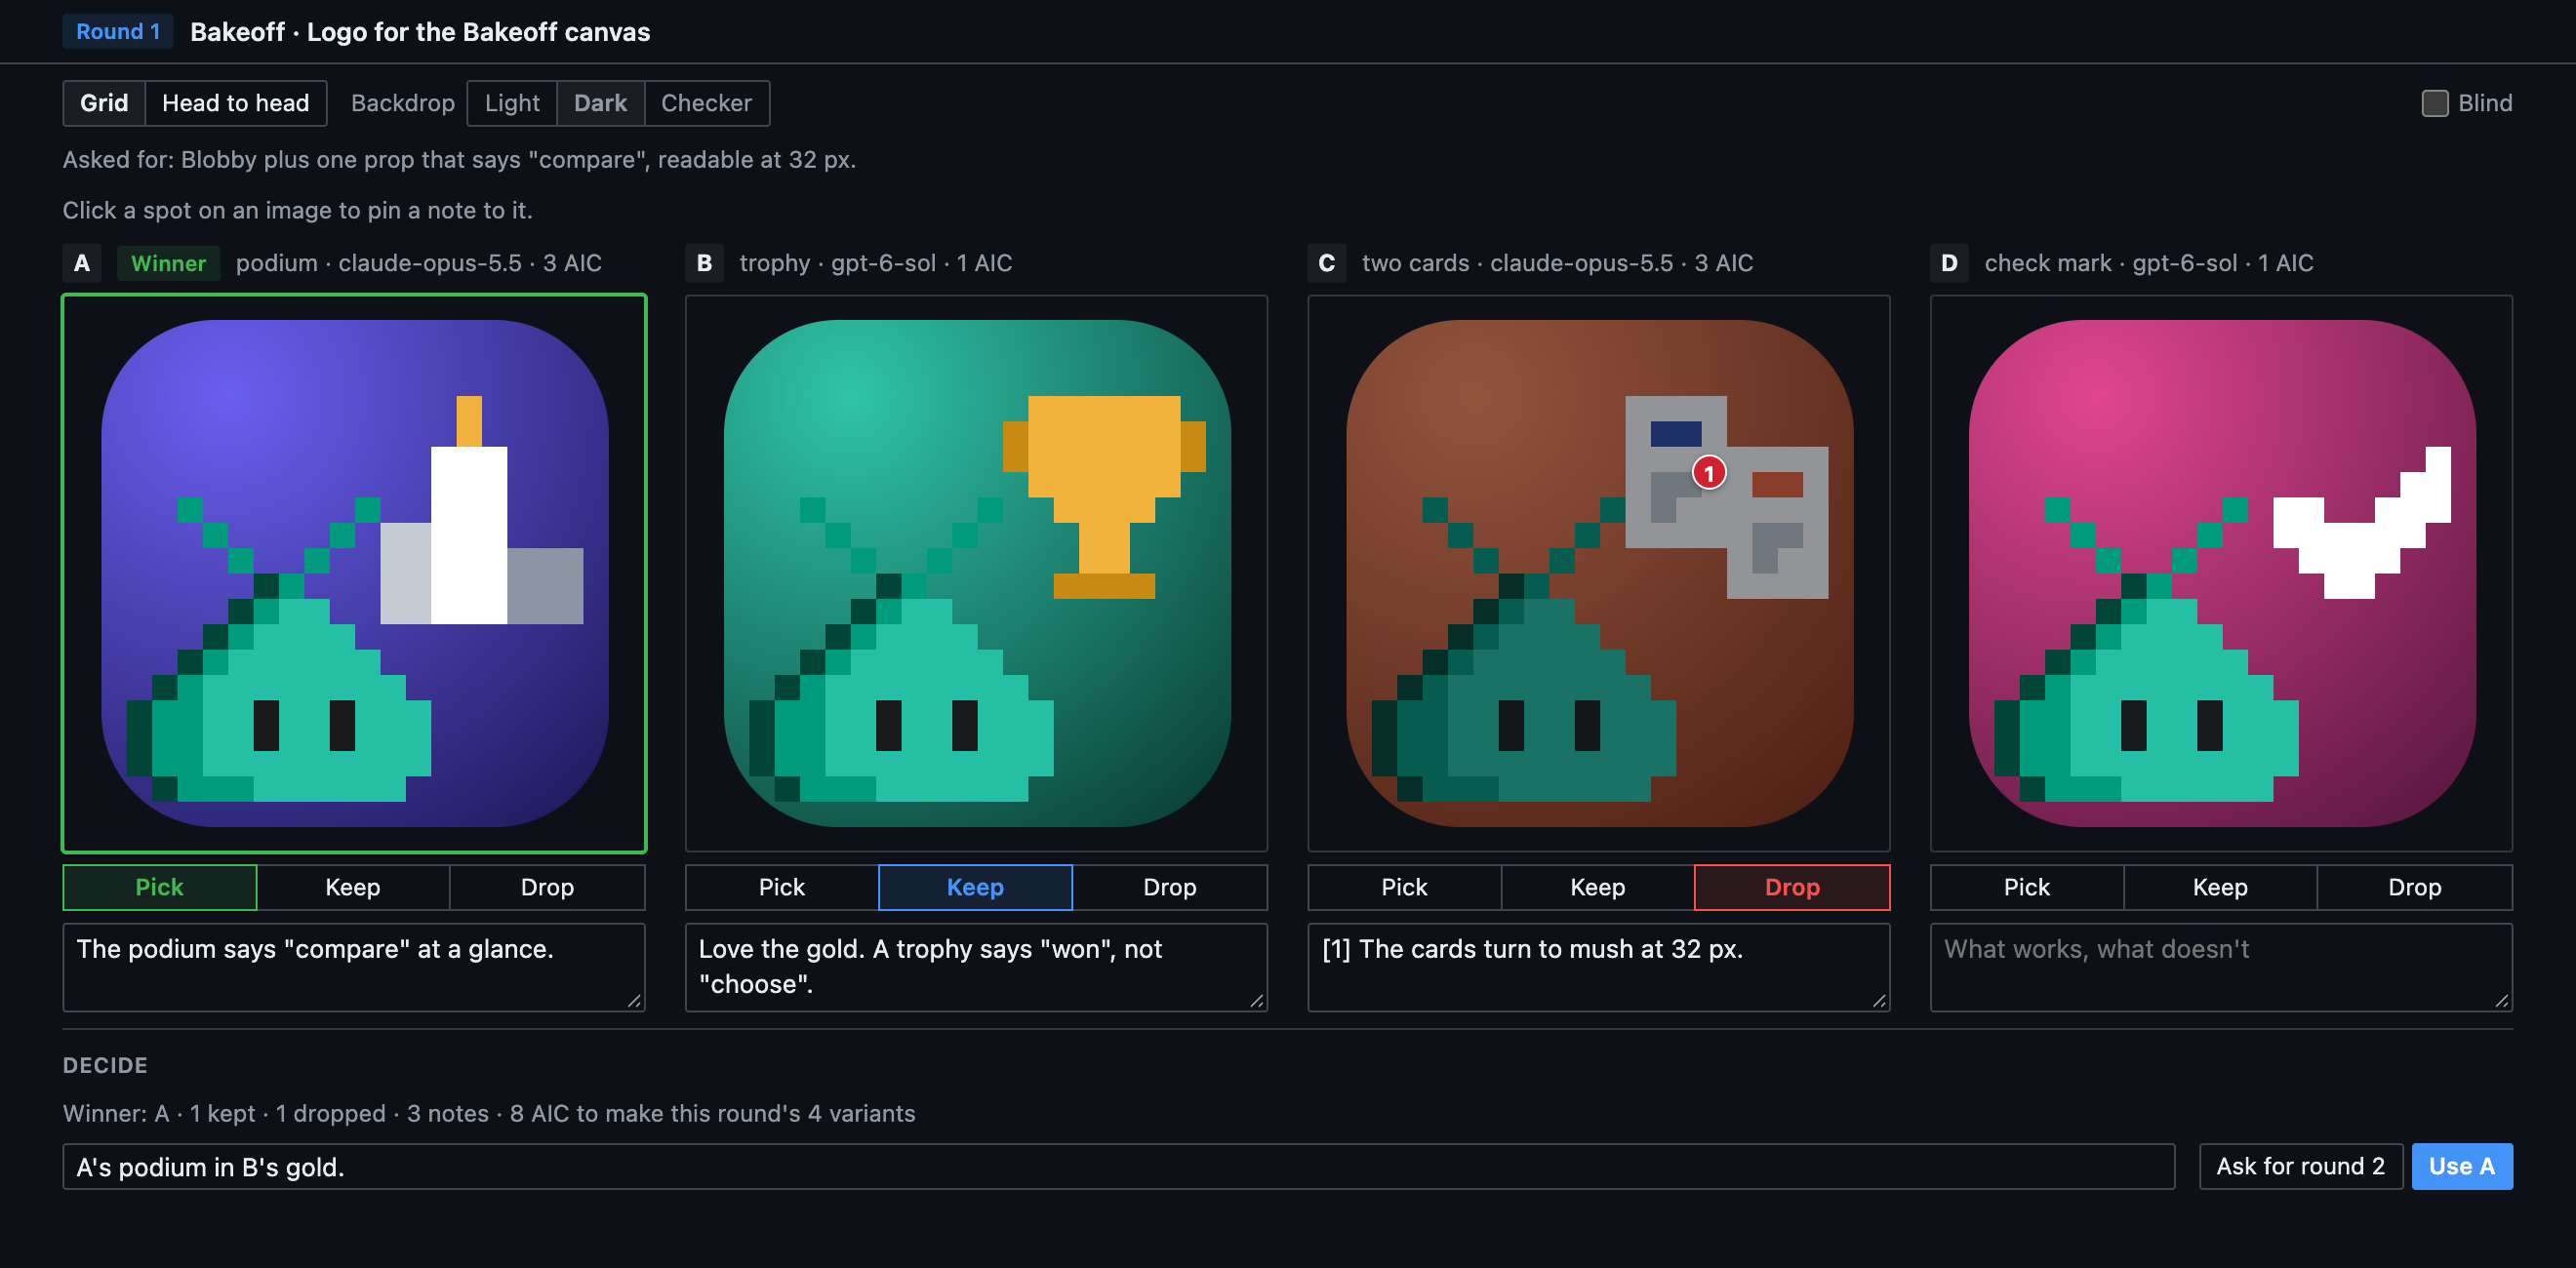 Round 1 Bakeoff · Logo for the Bakeoff canvas
Grid Head to head Backdrop Light Dark Checker Blind
Asked for: Blobby plus one prop that says "compare", readable at 32 px.
Click a spot on an image to pin a note to it.
A Winner podium · claude-opus-5.5 · 3 AIC
B trophy · gpt-6-sol · 1 AIC
C two cards · claude-opus-5.5 · 3 AIC
D check mark · gpt-6-sol · 1 AIC
1
Pick Keep Drop
Pick Keep Drop
Pick Keep Drop
Pick Keep Drop
The podium says "compare" at a glance.
Love the gold. A trophy says "won", not
"choose".
[1] The cards turn to mush at 32 px.
What works, what doesn't
DECIDE
Winner: A · 1 kept · 1 dropped · 3 notes · 8 AIC to make this round's 4 variants
A's podium in B's gold.
Ask for round 2
Use A